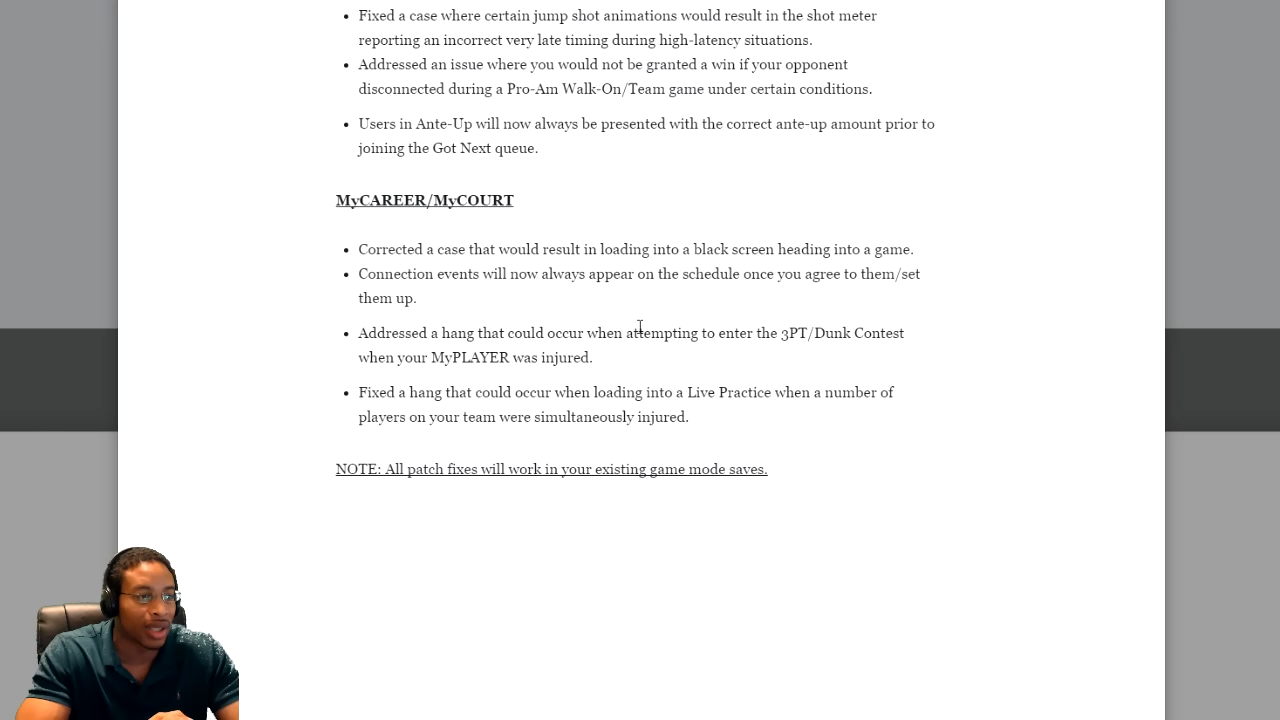 Fixed a case where certain jump shot animations would result in the shot meter
reporting an incorrect very late timing during high-latency situations.
Addressed an issue where you would not be granted a win if your opponent
disconnected during a Pro-Am Walk-On/Team game under certain conditions.
Users in Ante-Up will now always be presented with the correct ante-up amount prior to
joining the Got Next queue.
MyCAREER/MyCOURT
Corrected a case that would result in loading into a black screen heading into a game.
Connection events will now always appear on the schedule once you agree to them/set
them up.
Addressed a hang that could occur when attempting to enter the 3PT/Dunk Contest
when your MyPLAYER was injured.
Fixed a hang that could occur when loading into a Live Practice when a number of
players on your team were simultaneously injured.
NOTE: All patch fixes will work in your existing game mode saves.